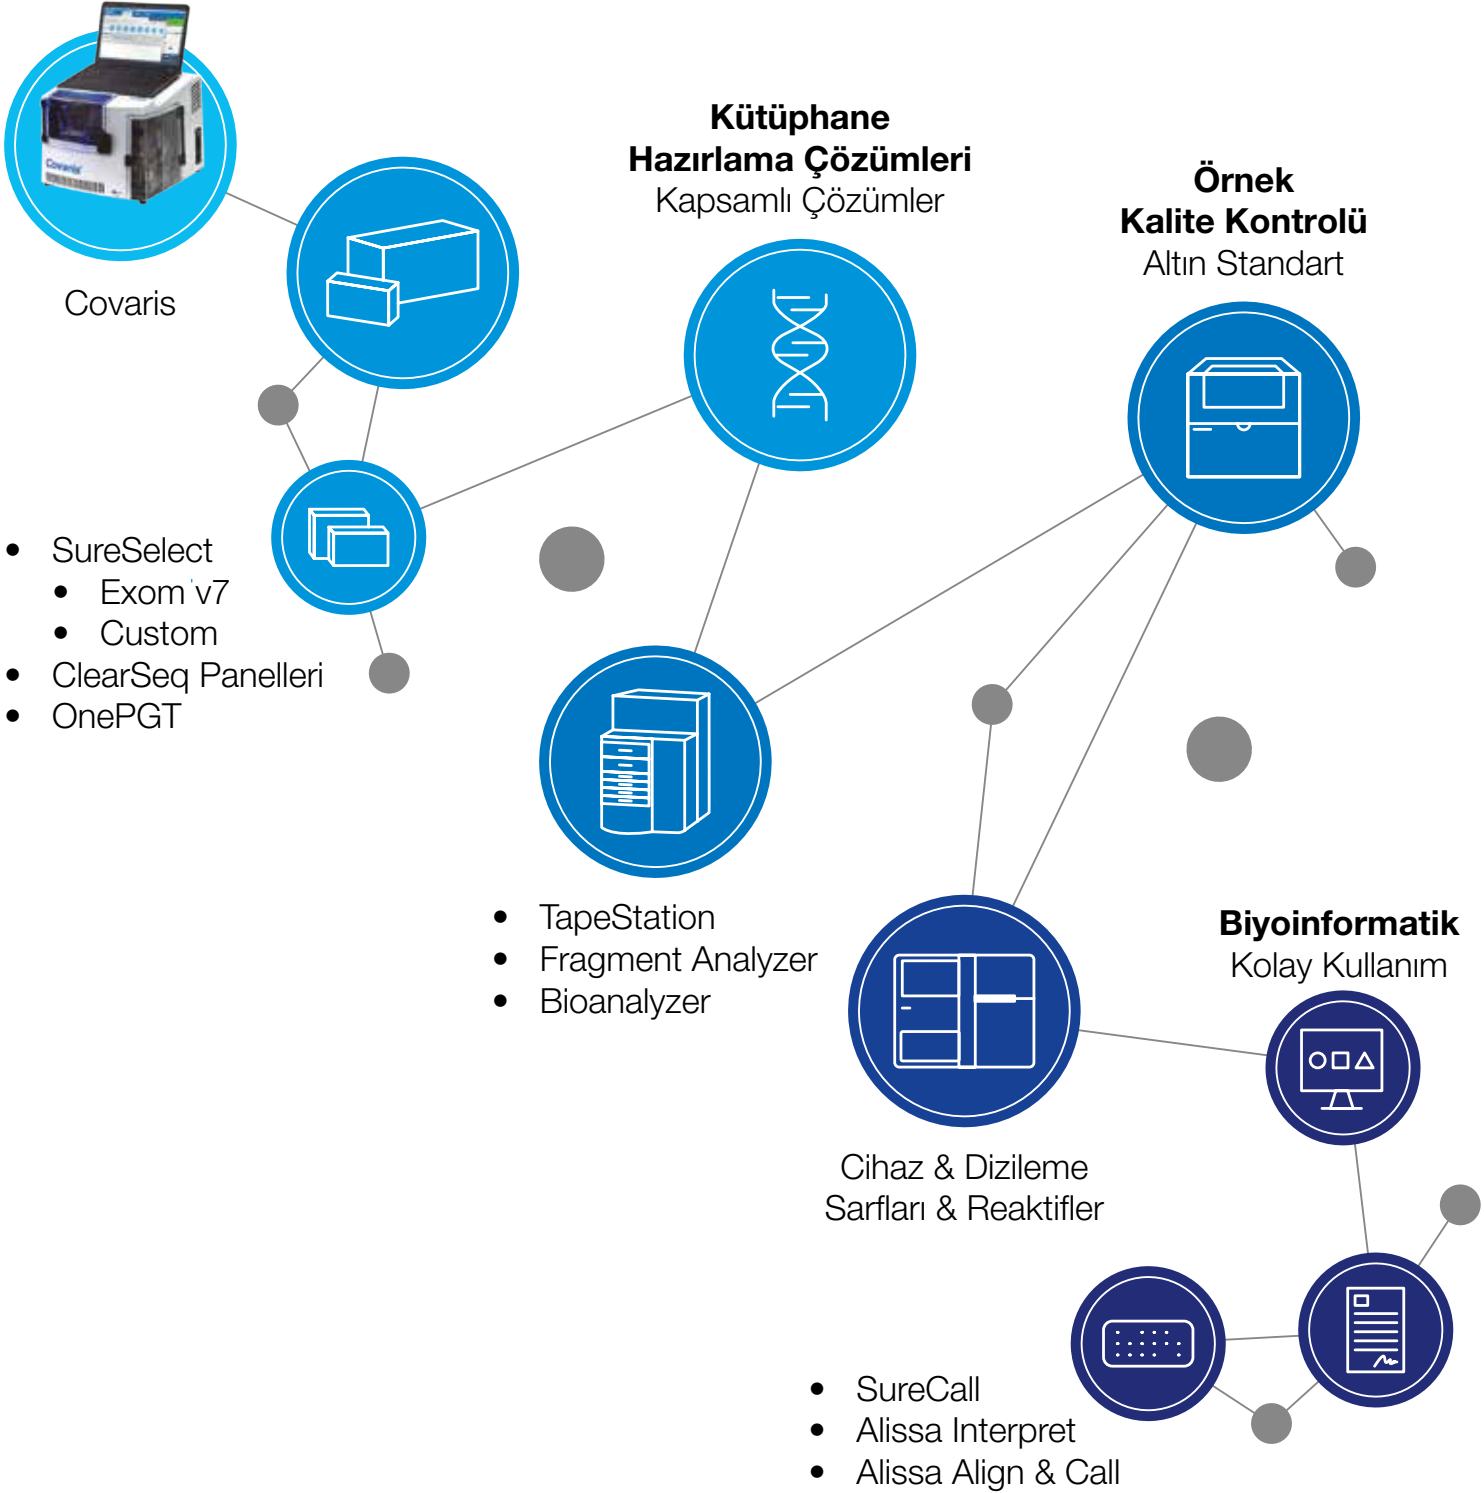 Covaris
Covaris
Kütüphane
Hazırlama Çözümleri
Kapsamlı Çözümler
Örnek
Kalite Kontrolü
Altın Standart
• SureSelect
• Exom v7
• Custom
• ClearSeq Panelleri
• OnePGT
• TapeStation
• Fragment Analyzer
• Bioanalyzer
Biyoinformatik
Kolay Kullanım
Cihaz & Dizileme
Sarfları & Reaktifler
• SureCall
• Alissa Interpret
• Alissa Align & Call